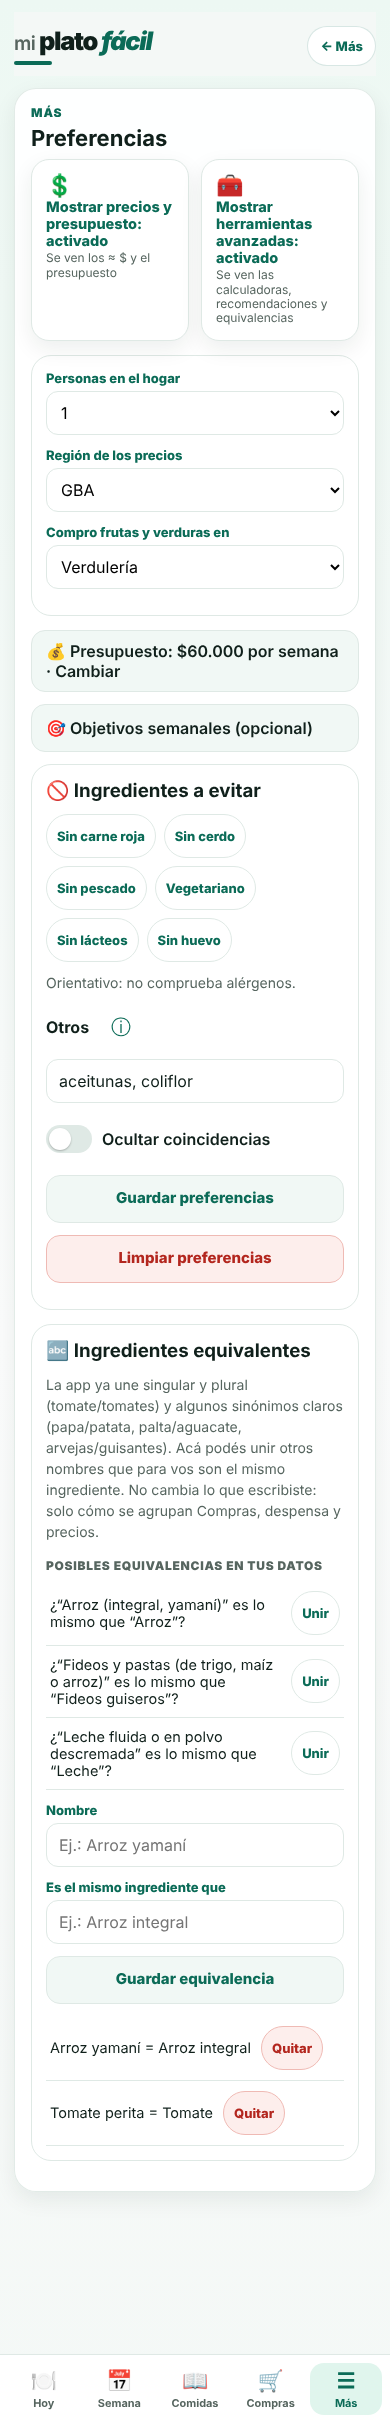 mi plato fácil
← Más
MÁS
Preferencias
Mostrar precios y
presupuesto:
activado
Se ven los ≈ $ y el
presupuesto
Mostrar
herramientas
avanzadas:
activado
Se ven las
calculadoras,
recomendaciones y
equivalencias
Personas en el hogar
1
Región de los precios
GBA
Compro frutas y verduras en
Verdulería
Presupuesto: $60.000 por semana
· Cambiar
Objetivos semanales (opcional)
Ingredientes a evitar
Sin carne roja
Sin cerdo
Sin pescado
Vegetariano
Sin lácteos
Sin huevo
Orientativo: no comprueba alérgenos.
Otros ⓘ
aceitunas, coliflor
Ocultar coincidencias
Guardar preferencias
Limpiar preferencias
🔤 Ingredientes equivalentes
La app ya une singular y plural
(tomate/tomates) y algunos sinónimos claros
(papa/patata, palta/aguacate,
arvejas/guisantes). Acá podés unir otros
nombres que para vos son el mismo
ingrediente. No cambia lo que escribiste:
solo cómo se agrupan Compras, despensa y
precios.
POSIBLES EQUIVALENCIAS EN TUS DATOS
¿“Arroz (integral, yamaní)” es lo
mismo que “Arroz”?
Unir
¿“Fideos y pastas (de trigo, maíz
o arroz)” es lo mismo que
“Fideos guiseros”?
Unir
¿“Leche fluida o en polvo
descremada” es lo mismo que
“Leche”?
Unir
Nombre
Ej.: Arroz yamaní
Es el mismo ingrediente que
Ej.: Arroz integral
Guardar equivalencia
Arroz yamaní = Arroz integral
Quitar
Tomate perita = Tomate
Quitar
Hoy
Semana
Comidas
Compras
Más